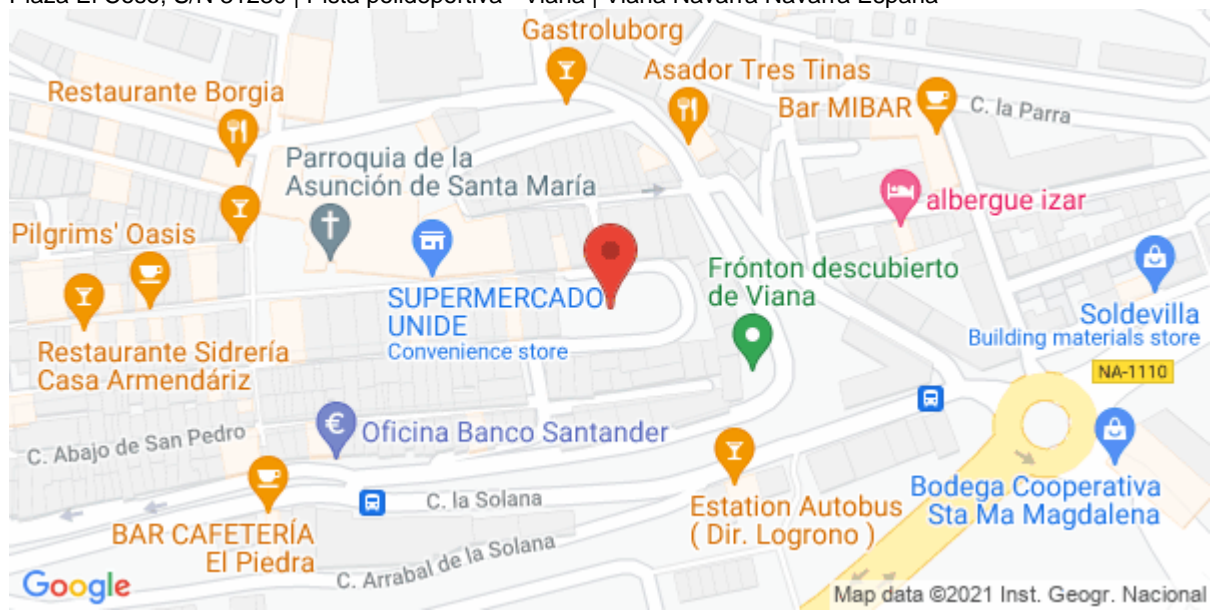 Gastroluborg
Restaurante Borgia
Asador Tres Tinas
Bar MIBAR
C. la Parra
Parroquia de la
Asunción de Santa María
albergue izar
Pilgrims' Oasis
Frónton descubierto
de Viana
SUPERMERCADO
UNIDE
Convenience store
Soldevilla
Building materials store
Restaurante Sidrería
Casa Armendáriz
NA-1110
C. Abajo de San Pedro
€ Oficina Banco Santander
C. la Solana
Estation Autobus
( Dir. Logrono )
Bodega Cooperativa
Sta Ma Magdalena
BAR CAFETERÍA
El Piedra
C. Arrabal de la Solana
Google
Map data ©2021 Inst. Geogr. Nacional